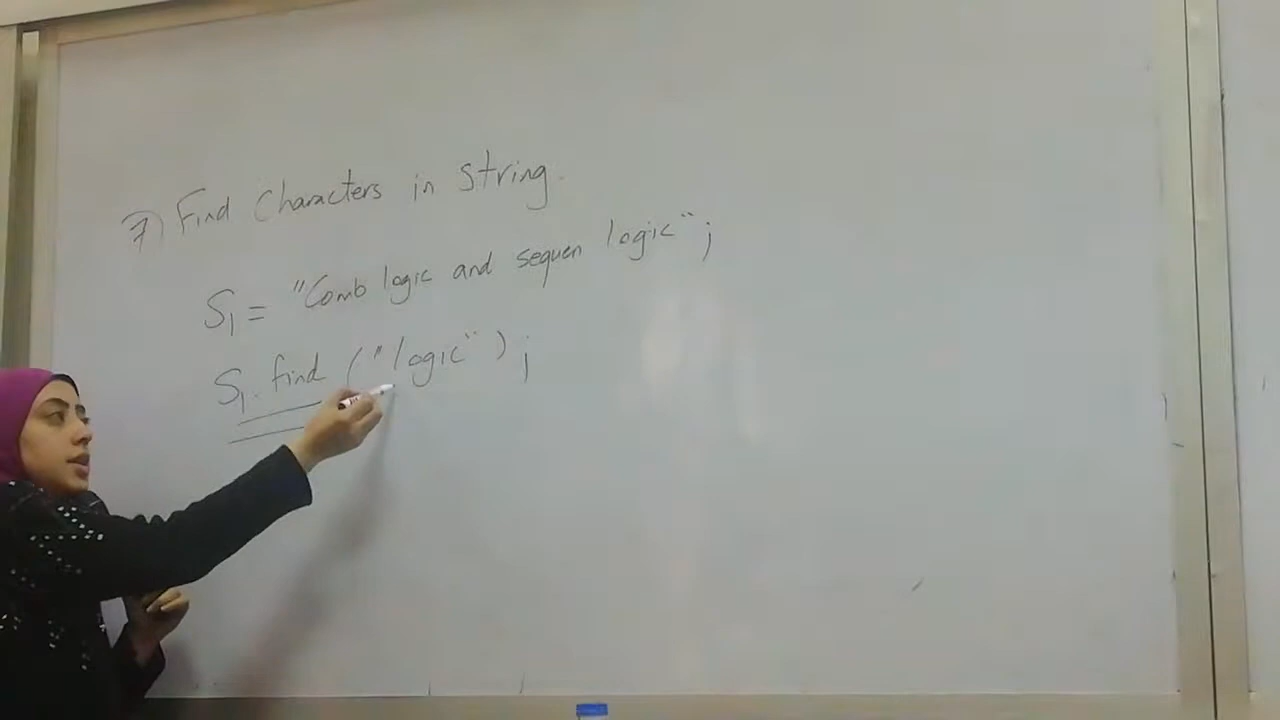 7) Find Characters in string.
S1 = "Comb logic and sequen logic";
S1.find ("logic");